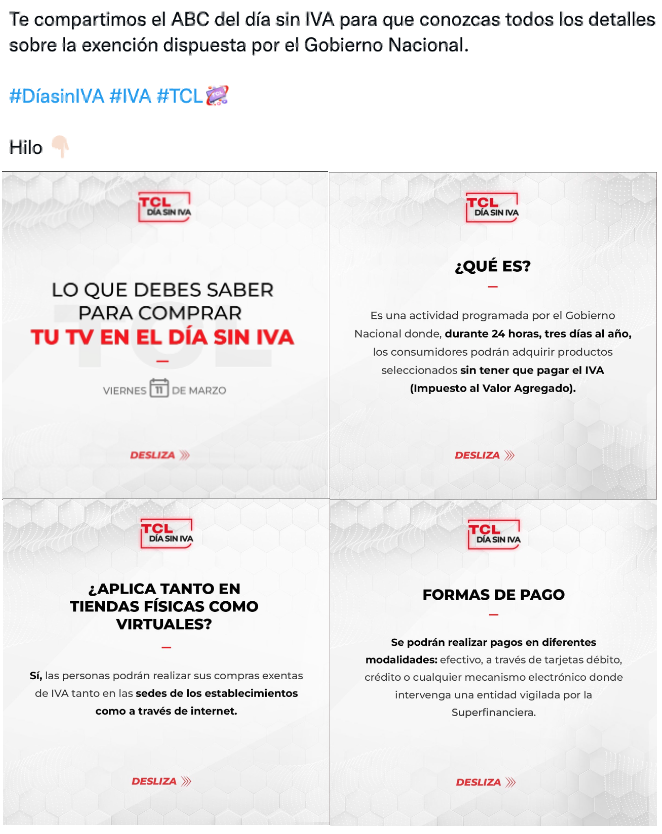 Te compartimos el ABC del día sin IVA para que conozcas todos los detalles
sobre la exención dispuesta por el Gobierno Nacional.
#DíasinIVA #IVA #TCL
Hilo
TCL
DÍA SIN IVA
LO QUE DEBES SABER
PARA COMPRAR
TU TV EN EL DÍA SIN IVA
VIERNES 11 DE MARZO
DESLIZA
TCL
DÍA SIN IVA
¿QUÉ ES?
Es una actividad programada por el Gobierno
Nacional donde, durante 24 horas, tres días al año,
los consumidores podrán adquirir productos
seleccionados sin tener que pagar el IVA
(Impuesto al Valor Agregado).
DESLIZA
TCL
DÍA SIN IVA
¿APLICA TANTO EN
TIENDAS FÍSICAS COMO
VIRTUALES?
Sí, las personas podrán realizar sus compras exentas
de IVA tanto en las sedes de los establecimientos
como a través de internet.
DESLIZA
TCL
DÍA SIN IVA
FORMAS DE PAGO
Se podrán realizar pagos en diferentes
modalidades: efectivo, a través de tarjetas débito,
crédito o cualquier mecanismo electrónico donde
intervenga una entidad vigilada por la
Superfinanciera.
DESLIZA